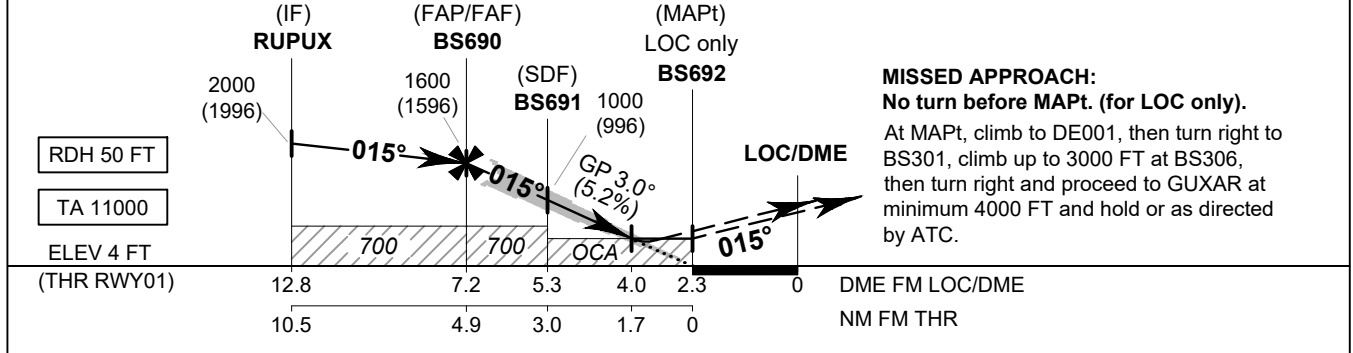 (IF)
RUPUX
(FAP/FAF)
BS690
(MAPt)
LOC only
BS692
2000
(1996)
1600
(1596)
(SDF)
BS691
1000
(996)
MISSED APPROACH:
No turn before MAPt. (for LOC only).
At MAPt, climb to DE001, then turn right to
BS301, climb up to 3000 FT at BS306,
then turn right and proceed to GUXAR at
minimum 4000 FT and hold or as directed
by ATC.
RDH 50 FT
TA 11000
ELEV 4 FT
(THR RWY01)
015°
015°
GP 3.0°
(5.2%)
LOC/DME
015°
700
700
OCA
12.8 7.2 5.3 4.0 2.3 0 DME FM LOC/DME
10.5 4.9 3.0 1.7 0 NM FM THR